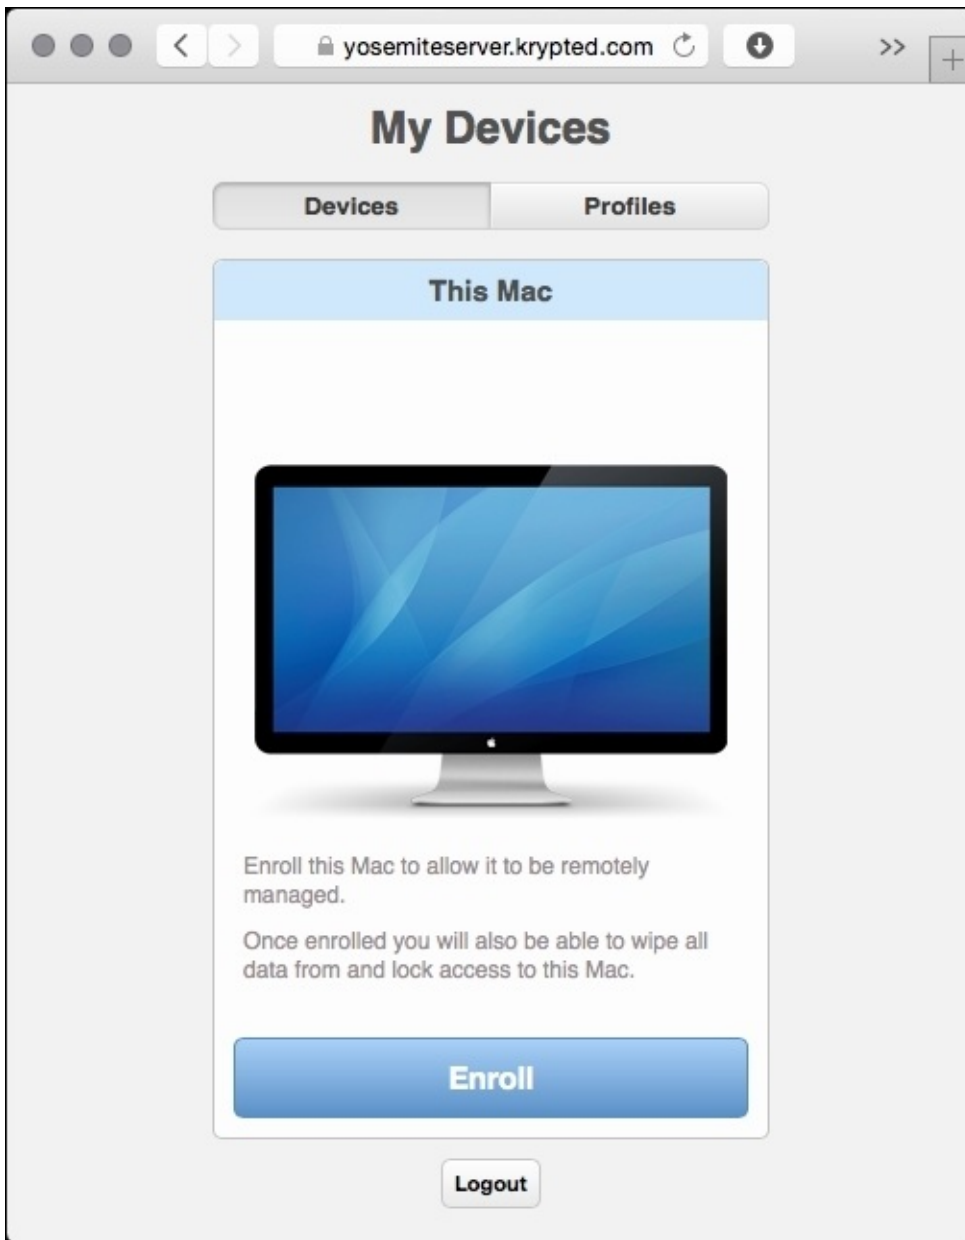 yosemiteserver.krypted.com
My Devices
Devices Profiles
This Mac
Enroll this Mac to allow it to be remotely
managed.
Once enrolled you will also be able to wipe all
data from and lock access to this Mac.
Enroll
Logout